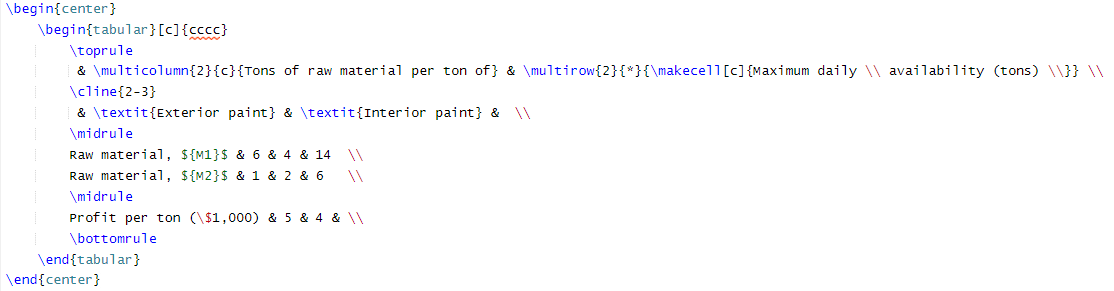 \begin{center}
    \begin{tabular}[c]{cccc}
        \toprule
         & \multicolumn{2}{c}{Tons of raw material per ton of} & \multirow{2}{*}{\makecell[c]{Maximum daily \\ availability (tons) \\}} \\
        \cline{2-3}
         & \textit{Exterior paint} & \textit{Interior paint} &  \\
        \midrule
        Raw material, ${M1}$ & 6 & 4 & 14  \\
        Raw material, ${M2}$ & 1 & 2 & 6   \\
        \midrule
        Profit per ton (\$1,000) & 5 & 4 & \\
        \bottomrule
    \end{tabular}
\end{center}